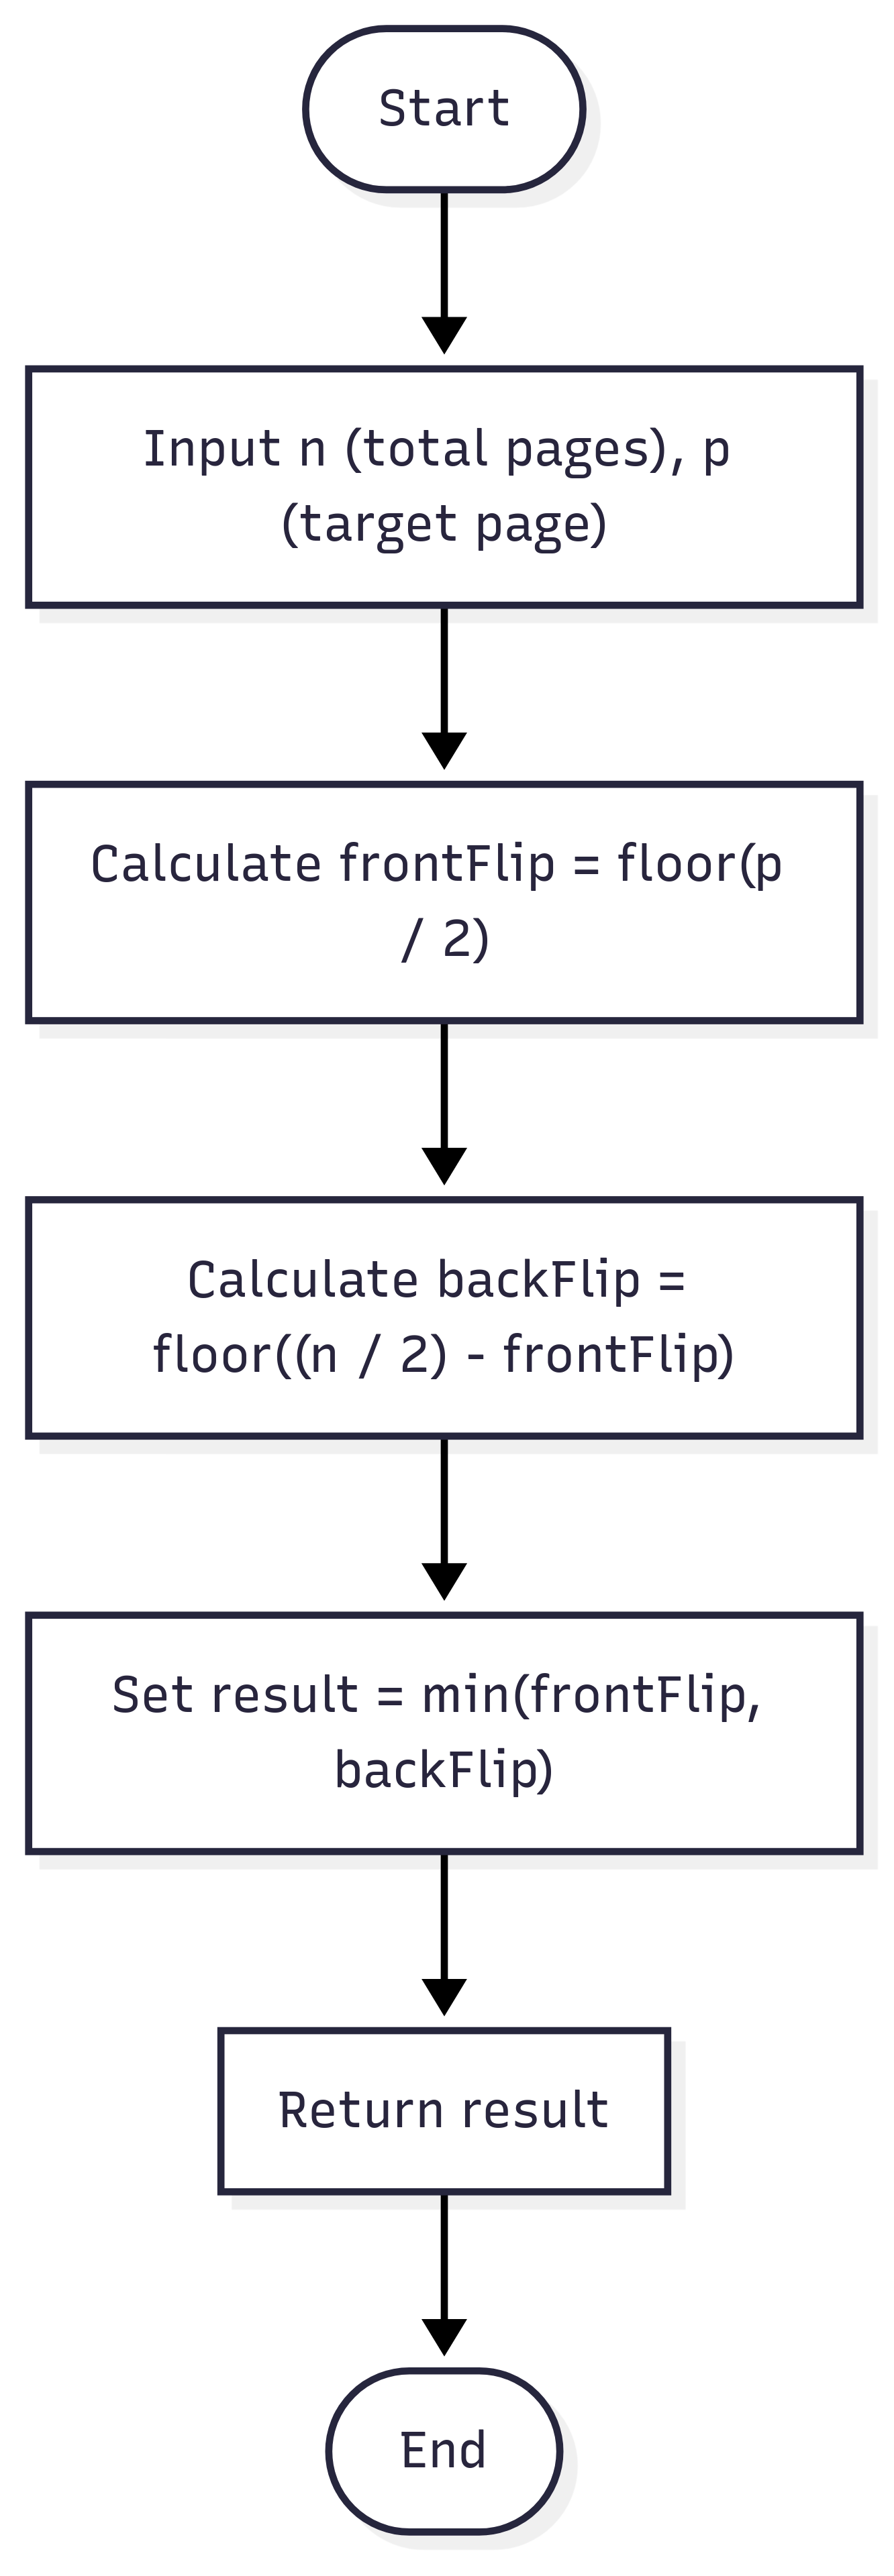 Start
Input n (total pages), p
(target page)
Calculate frontFlip = floor(p
/ 2)
Calculate backFlip =
floor((n / 2) - frontFlip)
Set result = min(frontFlip,
backFlip)
Return result
End